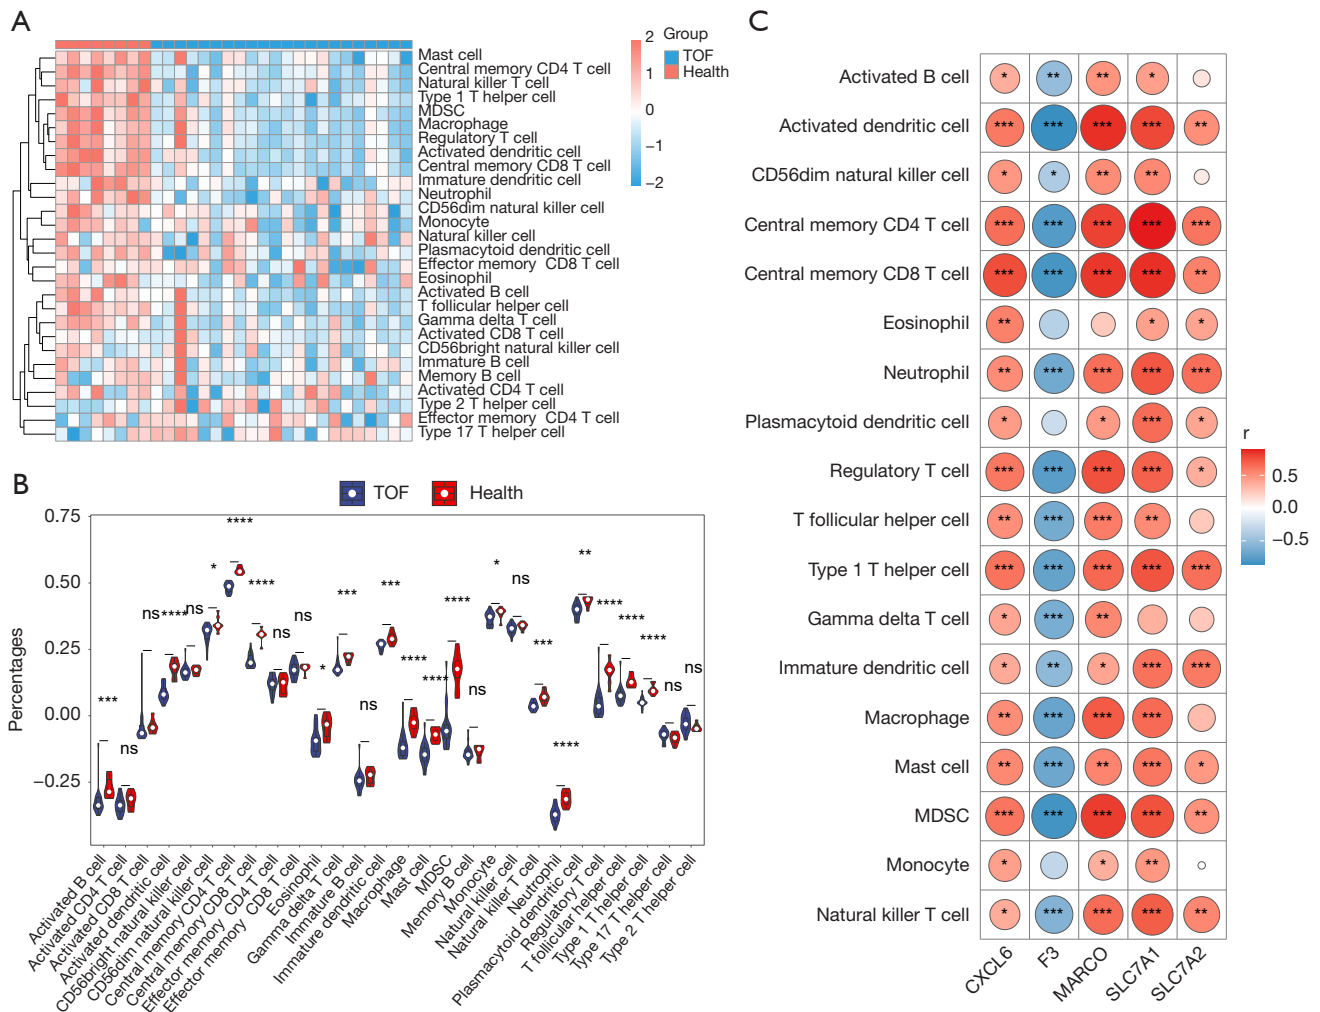 A
Group
TOF
Health
2
1
0
−1
−2
Mast cell
Central memory CD4 T cell
Natural killer T cell
Type 1 T helper cell
MDSC
Macrophage
Regulatory T cell
Activated dendritic cell
Central memory CD8 T cell
Immature dendritic cell
Neutrophil
CD56dim natural killer cell
Monocyte
Natural killer cell
Plasmacytoid dendritic cell
Effector memory CD8 T cell
Eosinophil
Activated B cell
T follicular helper cell
Gamma delta T cell
Activated CD8 T cell
CD56bright natural killer cell
Immature B cell
Memory B cell
Activated CD4 T cell
Type 2 T helper cell
Effector memory CD4 T cell
Type 17 T helper cell
B
TOF Health
Percentages
0.75
0.50
0.25
0.00
−0.25
*** ns ns **** ns * **** **** ns ns * *** ns *** **** **** **** ns * ns *** **** ** **** **** **** ns ns
Activated B cell
Activated CD4 T cell
Activated CD8 T cell
Activated dendritic cell
CD56bright natural killer cell
CD56dim natural killer cell
Central memory CD4 T cell
Central memory CD8 T cell
Effector memory CD4 T cell
Effector memory CD8 T cell
Eosinophil
Gamma delta T cell
Immature B cell
Immature dendritic cell
Macrophage
Mast cell
MDSC
Memory B cell
Monocyte
Natural killer cell
Natural killer T cell
Neutrophil
Plasmacytoid dendritic cell
Regulatory T cell
T follicular helper cell
Type 1 T helper cell
Type 17 T helper cell
Type 2 T helper cell
C
Activated B cell * ** ** *
Activated dendritic cell *** *** *** *** **
CD56dim natural killer cell * * ** **
Central memory CD4 T cell *** *** *** *** ***
Central memory CD8 T cell *** *** *** *** **
Eosinophil ** * *
Neutrophil ** *** *** *** ***
Plasmacytoid dendritic cell * * *** *
Regulatory T cell *** *** *** *** *
T follicular helper cell ** *** *** **
Type 1 T helper cell *** *** *** *** ***
Gamma delta T cell * *** **
Immature dendritic cell * ** * *** ***
Macrophage ** *** *** ***
Mast cell ** *** ** *** *
MDSC *** *** *** *** **
Monocyte * * **
Natural killer T cell * *** *** *** **
CXCL6
F3
MARCO
SLC7A1
SLC7A2
r
0.5
0.0
−0.5